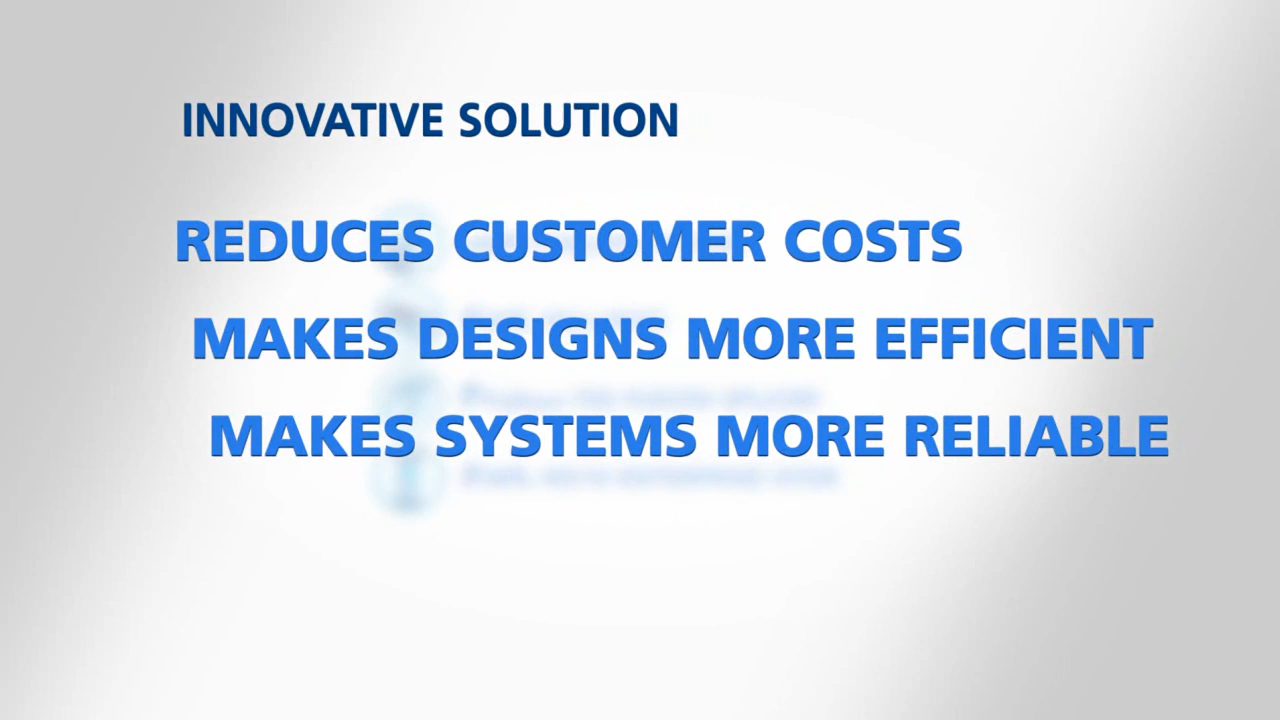 INNOVATIVE SOLUTION
REDUCES CUSTOMER COSTS
MAKES DESIGNS MORE EFFICIENT
MAKES SYSTEMS MORE RELIABLE